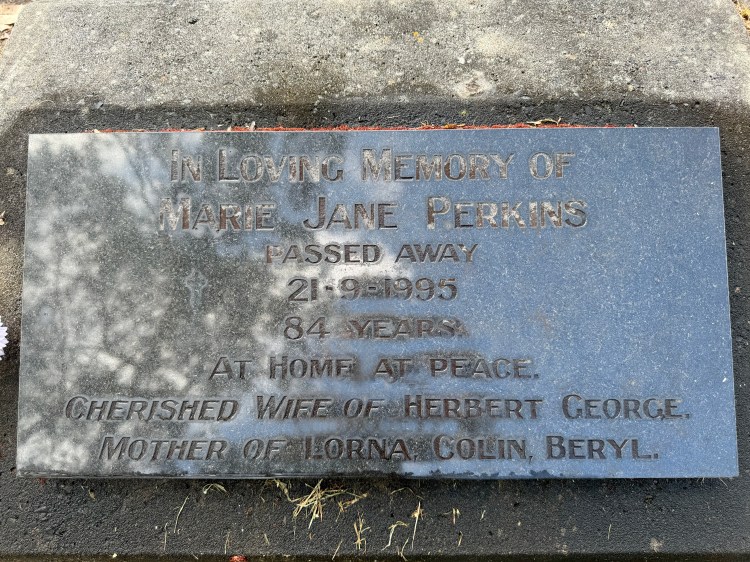 IN LOVING MEMORY OF
MARIE JANE PERKINS
PASSED AWAY
21-9-1995
84 YEARS.
AT HOME AT PEACE.
CHERISHED WIFE OF HERBERT GEORGE.
MOTHER OF LORNA, COLIN, BERYL.